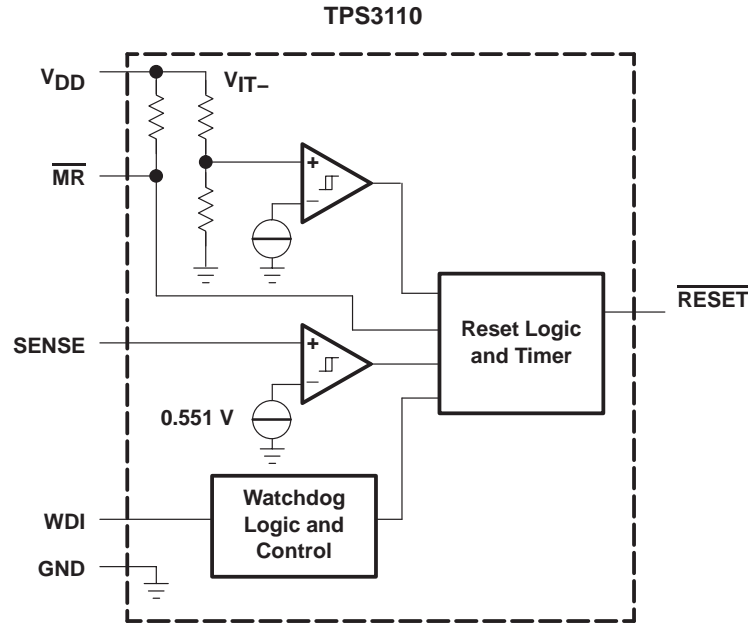 TPS3110
VDD
VIT–
MR
+
–
RESET
Reset Logic
and Timer
SENSE
+
–
0.551 V
Watchdog
Logic and
Control
WDI
GND